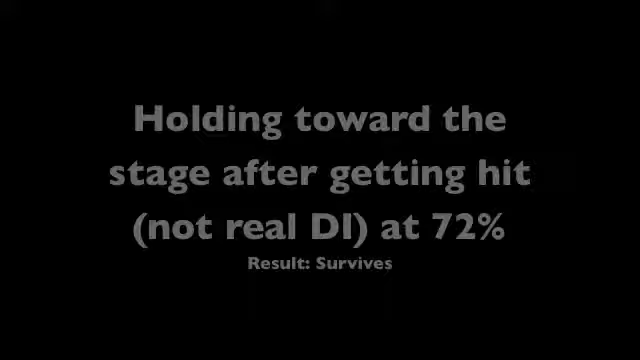 Holding toward the
stage after getting hit
(not real DI) at 72%
Result: Survives